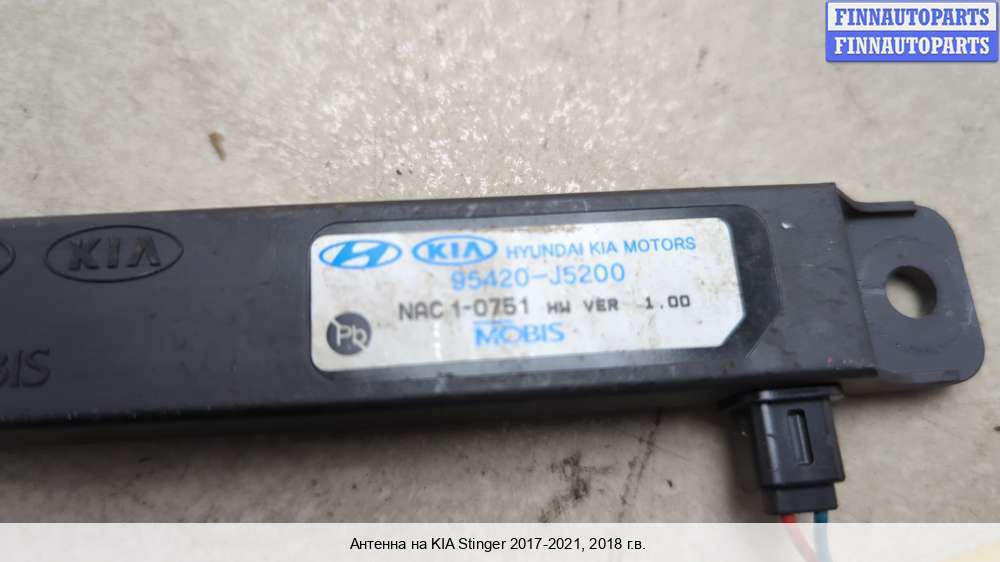 FINNAUTOPARTS
FINNAUTOPARTS
KIA
KIA HYUNDAI KIA MOTORS
95420-J5200
NAC 1-0751 HW VER 1.00
Pb
MOBIS
BIS
Антенна на KIA Stinger 2017-2021, 2018 г.в.